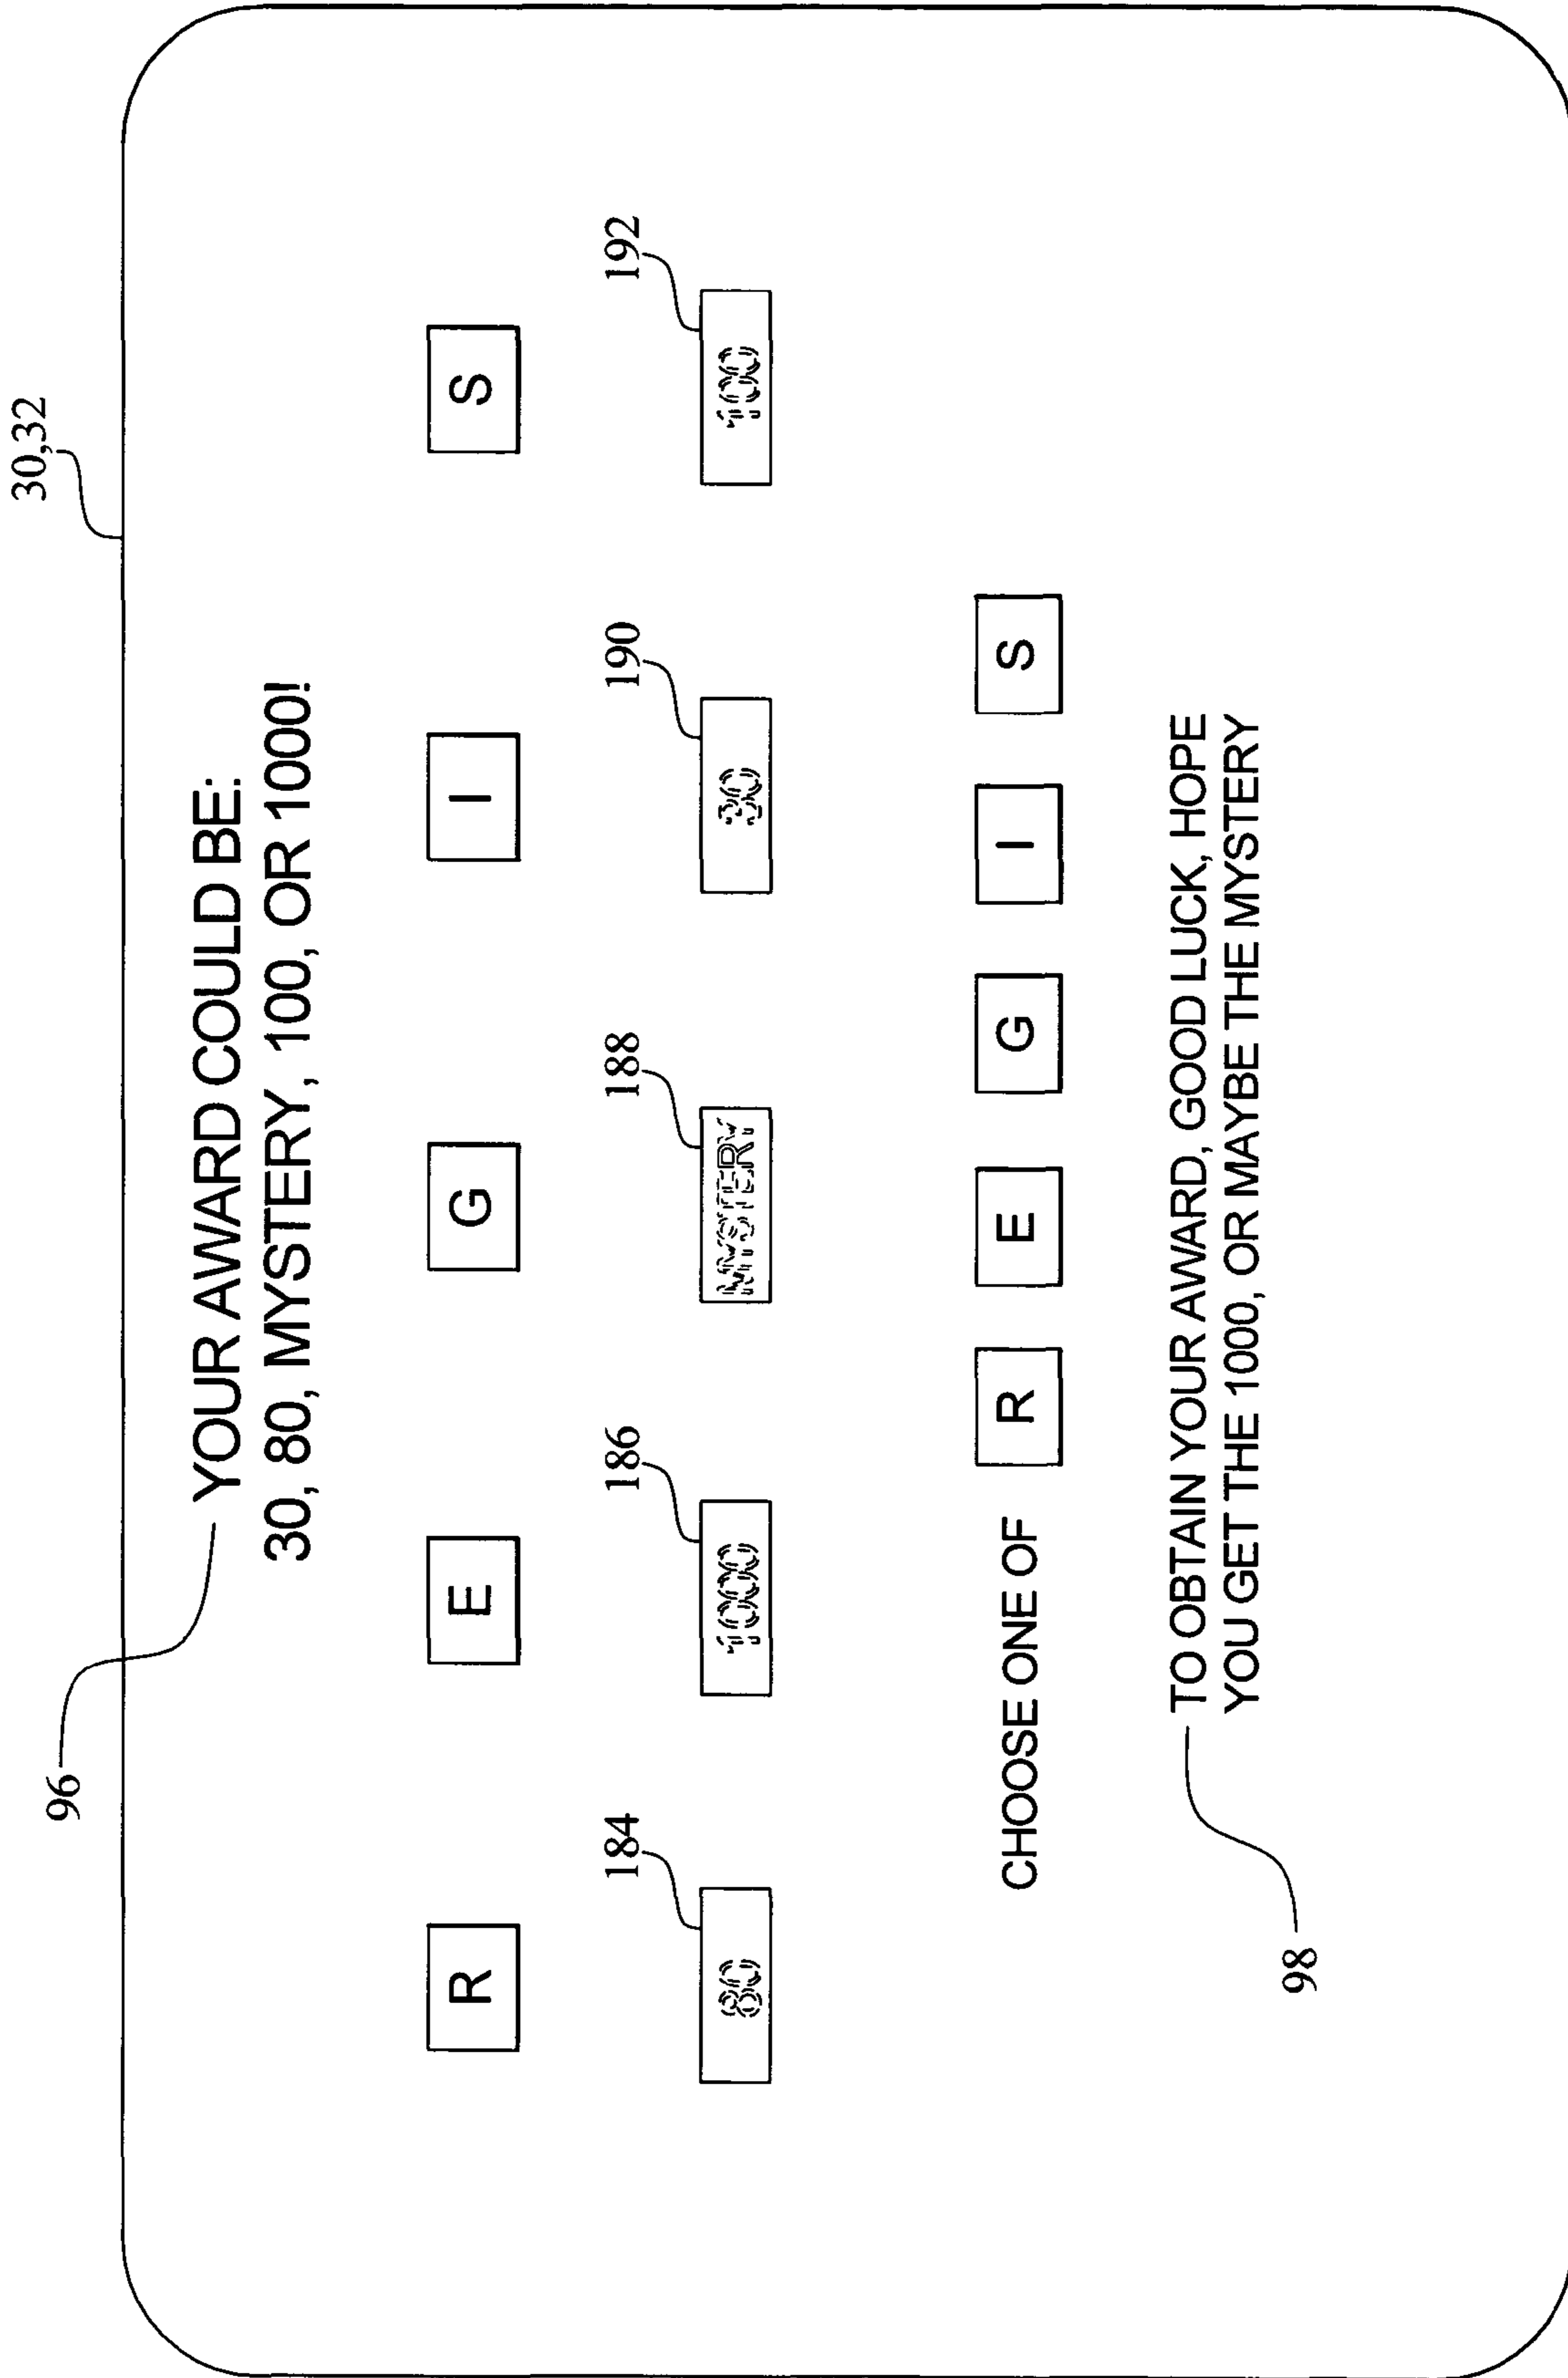 30,32
96
YOUR AWARD COULD BE:
30, 80, MYSTERY, 100, OR 1000!
R E G I S
184 186 188 190 192
80 1000 MYSTERY 30 100
CHOOSE ONE OF R E G I S
TO OBTAIN YOUR AWARD, GOOD LUCK, HOPE
YOU GET THE 1000, OR MAYBE THE MYSTERY
98